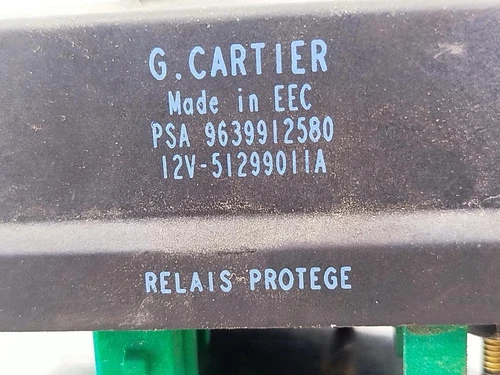 G.CARTIER
Made in EEC
PSA 9639912580
12V-51299011A
RELAIS PROTEGE